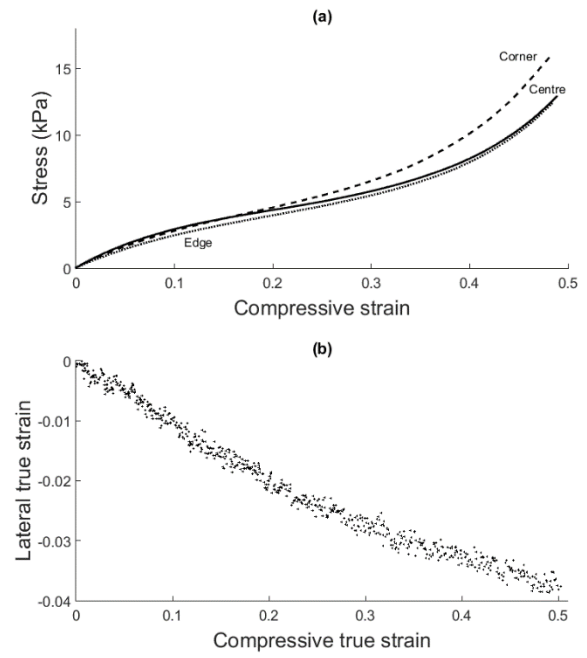 (a)
Stress (kPa)
15
10
5
0
Corner
Centre
Edge
0 0.1 0.2 0.3 0.4 0.5
Compressive strain
(b)
Lateral true strain
0
-0.01
-0.02
-0.03
-0.04
0 0.1 0.2 0.3 0.4 0.5
Compressive true strain